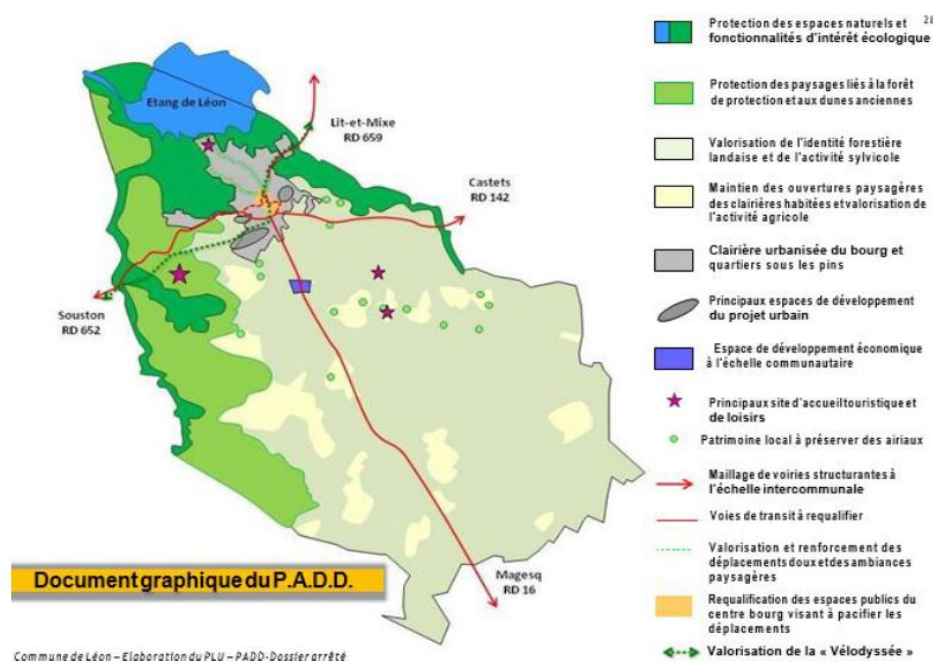 28
Protection des espaces naturels et
fonctionnalités d'intérêt écologique
Protection des paysages liés à la forêt
de protection et aux dunes anciennes
Valorisation de l'identité forestière
landaise et de l'activité sylvicole
Maintien des ouvertures paysagères
des clairières habitées et valorisation de
l'activité agricole
Clairière urbanisée du bourg et
quartiers sous les pins
Principaux espaces de développement
du projet urbain
Espace de développement économique
à l'échelle communautaire
Principaux site d'accueil touristique et
de loisirs
Patrimoine local à préserver des airiaux
Maillage de voiries structurantes à
l'échelle intercommunale
Voies de transit à requalifier
Valorisation et renforcement des
déplacements doux et des ambiances
paysagères
Requalification des espaces publics du
centre bourg visant à pacifier les
déplacements
Valorisation de la « Vélodyssée »
Etang de Léon
Lit-et-Mixe
RD 659
Castets
RD 142
Souston
RD 652
Magesq
RD 16
Document graphique du P.A.D.D.
Commune de Léon – Elaboration du PLU – PADD-Dossier arrêté